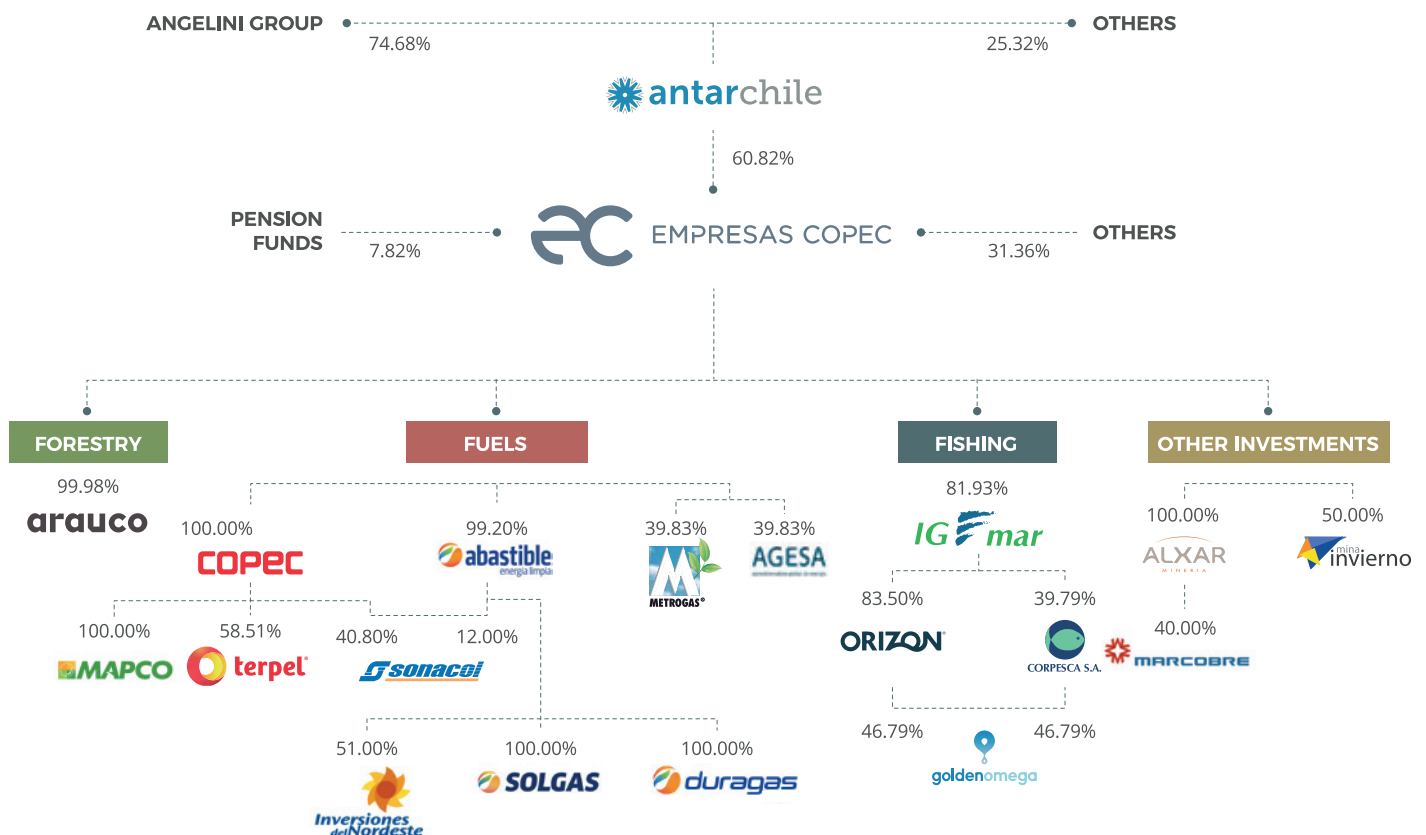 ANGELINI GROUP
74.68%
OTHERS
25.32%
antarchile
60.82%
PENSION
FUNDS
7.82%
EMPRESAS COPEC
OTHERS
31.36%
FORESTRY
FUELS
FISHING
OTHER INVESTMENTS
99.98%
arauco
100.00%
COPEC
99.20%
abastible
energía limpia
39.83%
METROGAS®
39.83%
AGESA
81.93%
IG mar
100.00%
ALXAR
MINERIA
50.00%
mina
invierno
100.00%
MAPCO
58.51%
terpel
40.80%
12.00%
sonacol
83.50%
ORIZON
39.79%
CORPESCA S.A.
40.00%
MARCOBRE
51.00%
Inversiones
delNordeste
100.00%
SOLGAS
100.00%
duragas
46.79%
46.79%
goldenomega